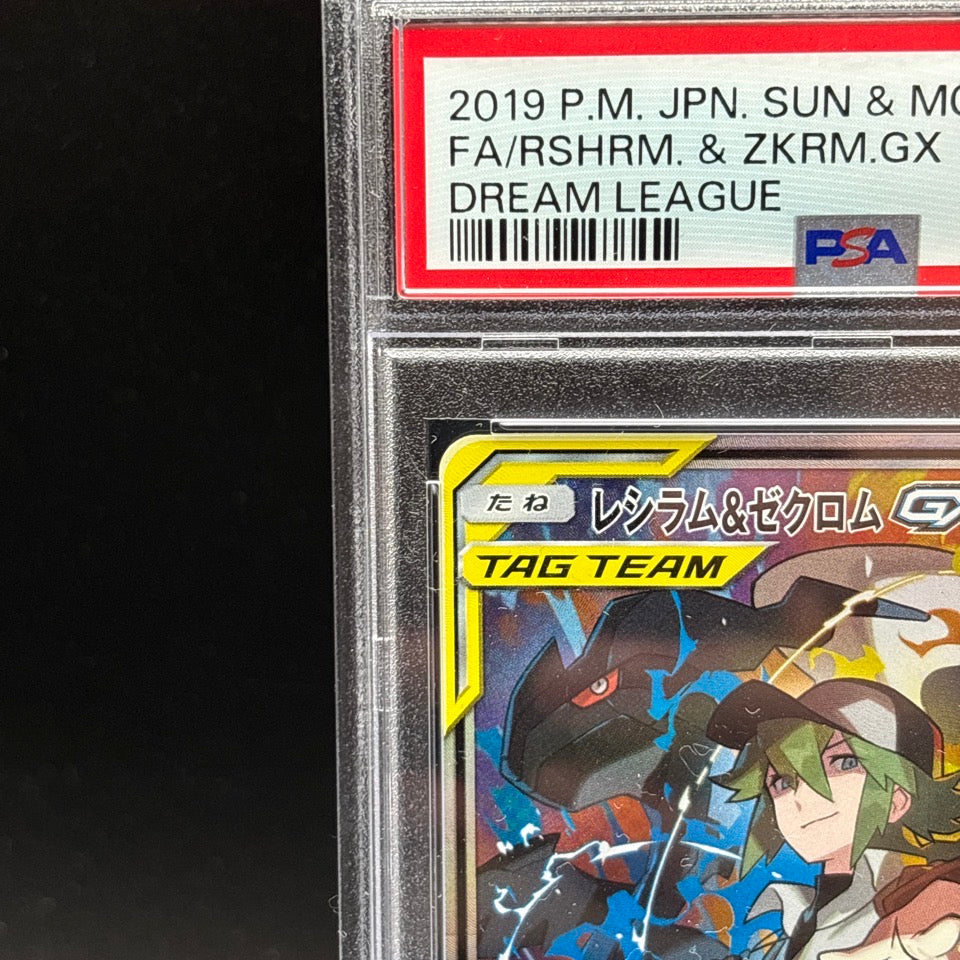 2019 P.M. JPN. SUN & MO
FA/RSHRM. & ZKRM.GX
DREAM LEAGUE
PSA
たね レシラム&ゼクロム GX
TAG TEAM